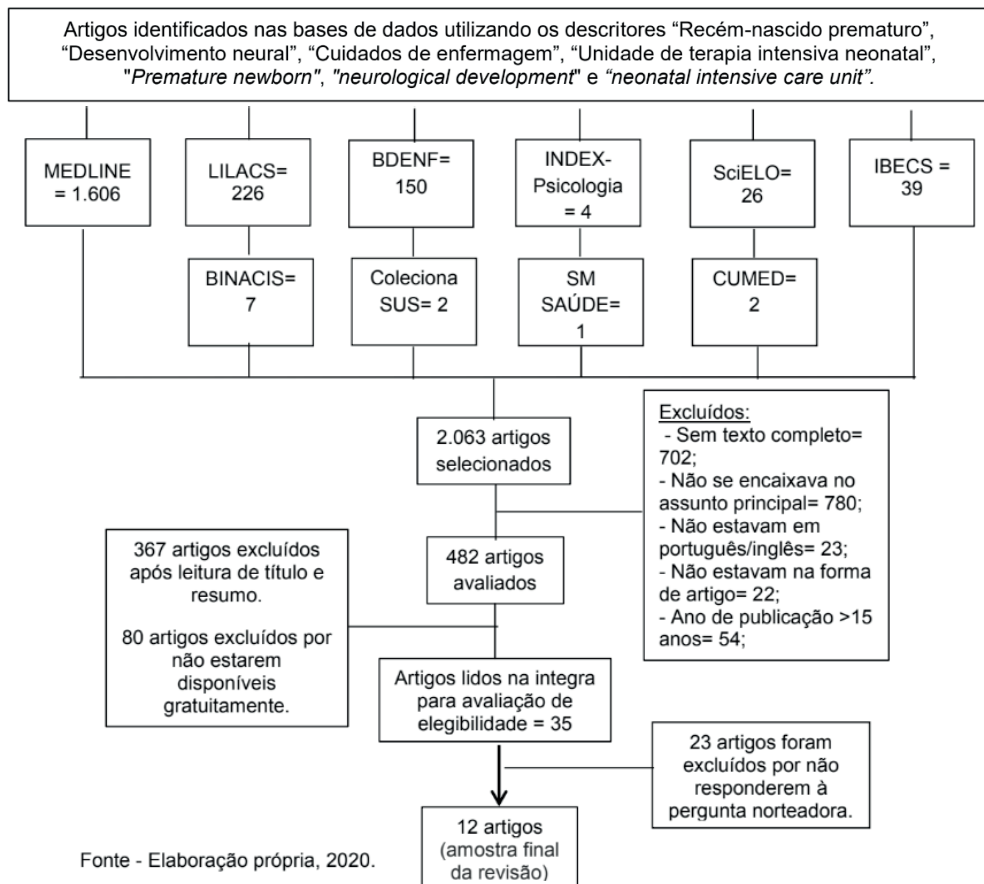 Artigos identificados nas bases de dados utilizando os descritores “Recém-nascido prematuro”,
“Desenvolvimento neural”, “Cuidados de enfermagem”, “Unidade de terapia intensiva neonatal”,
"Premature newborn", "neurological development" e “neonatal intensive care unit”.
MEDLINE
= 1.606
LILACS=
226
BDENF=
150
INDEX-
Psicologia
= 4
SciELO=
26
IBECS =
39
BINACIS=
7
Coleciona
SUS= 2
SM
SAÚDE=
1
CUMED=
2
2.063 artigos
selecionados
Excluídos:
- Sem texto completo=
702;
- Não se encaixava no
assunto principal= 780;
- Não estavam em
português/inglês= 23;
- Não estavam na forma
de artigo= 22;
- Ano de publicação >15
anos= 54;
482 artigos
avaliados
367 artigos excluídos
após leitura de título e
resumo.
80 artigos excluídos por
não estarem
disponíveis
gratuitamente.
Artigos lidos na integra
para avaliação de
elegibilidade = 35
23 artigos foram
excluídos por não
responderem à
pergunta norteadora.
12 artigos
(amostra final
da revisão)
Fonte - Elaboração própria, 2020.